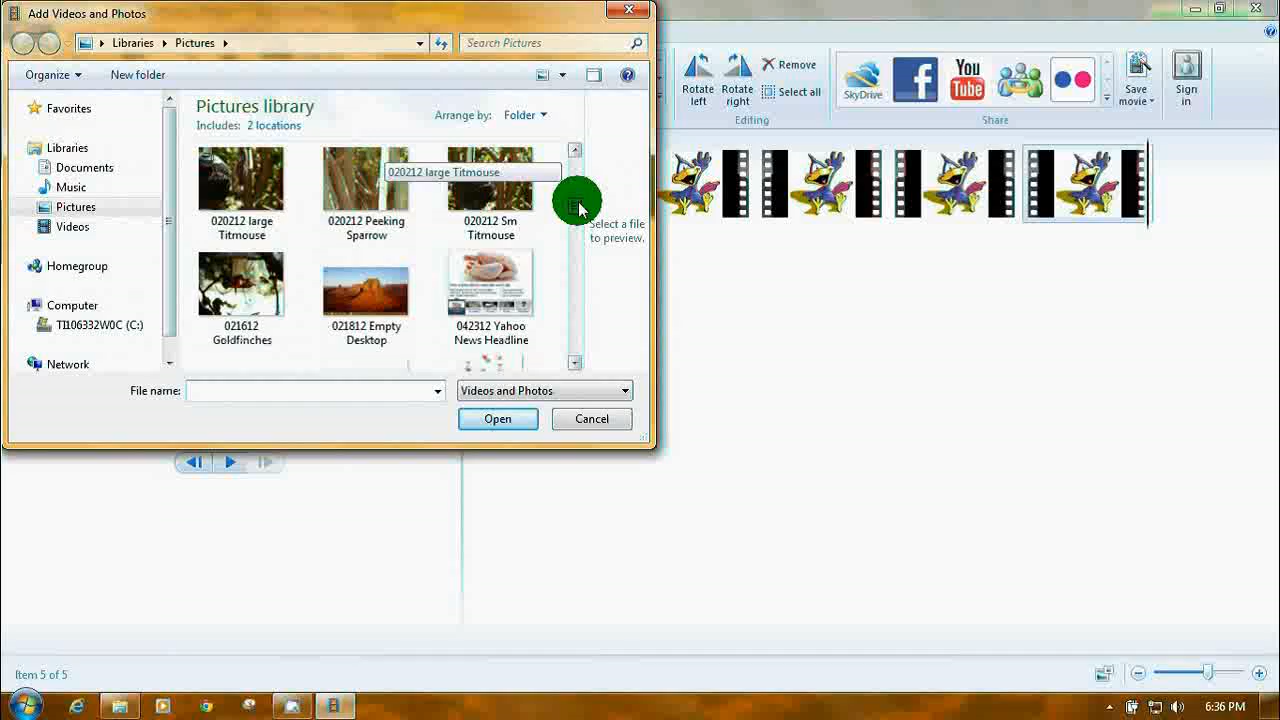 Add Videos and Photos
Libraries Pictures
Search Pictures
Organize New folder
Favorites
Libraries
Documents
Music
Pictures
Videos
Homegroup
Computer
TI106332W0C (C:)
Network
Pictures library
Includes: 2 locations
Arrange by: Folder
020212 large Titmouse
020212 large
Titmouse
020212 Peeking
Sparrow
020212 Sm
Titmouse
021612
Goldfinches
021812 Empty
Desktop
042312 Yahoo
News Headline
Select a file
to preview.
File name:
Videos and Photos
Open
Cancel
Rotate
left
Rotate
right
Remove
Select all
Editing
SkyDrive
f
You
Tube
Share
Save
movie
Sign
in
Item 5 of 5
6:36 PM